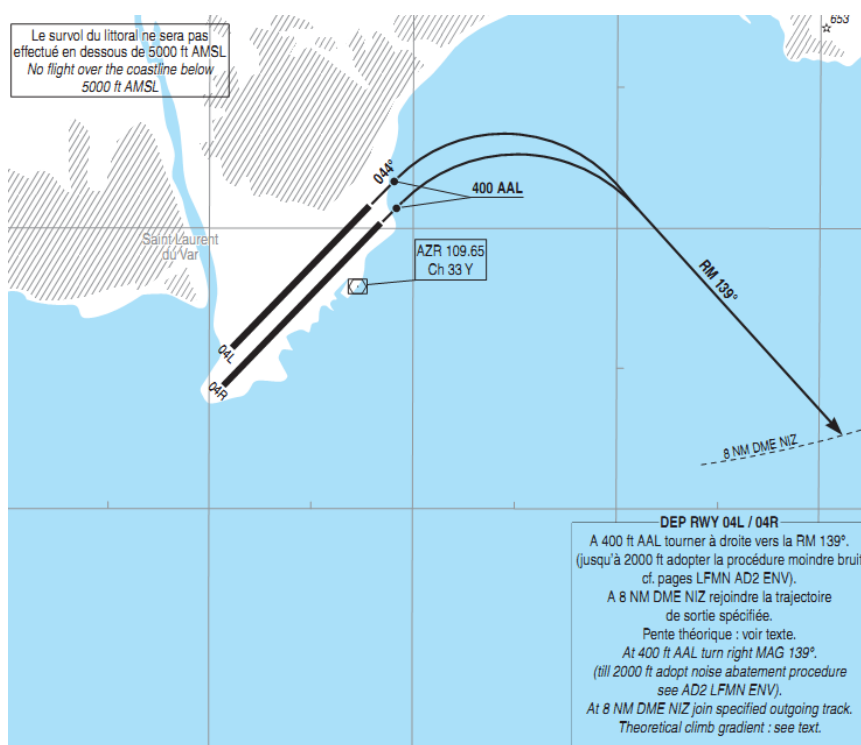 Le survol du littoral ne sera pas
effectué en dessous de 5000 ft AMSL
No flight over the coastline below
5000 ft AMSL
653
044°
400 AAL
Saint Laurent
du Var
AZR 109.65
Ch 33 Y
RM 139°
04L
04R
8 NM DME NIZ
DEP RWY 04L / 04R
A 400 ft AAL tourner à droite vers la RM 139°.
(jusqu'à 2000 ft adopter la procédure moindre bruit
cf. pages LFMN AD2 ENV).
A 8 NM DME NIZ rejoindre la trajectoire
de sortie spécifiée.
Pente théorique : voir texte.
At 400 ft AAL turn right MAG 139°.
(till 2000 ft adopt noise abatement procedure
see AD2 LFMN ENV).
At 8 NM DME NIZ join specified outgoing track.
Theoretical climb gradient : see text.